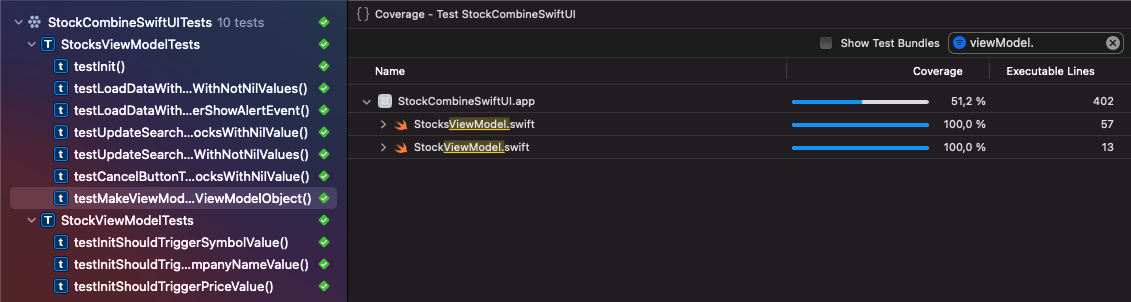 StockCombineSwiftUITests 10 tests
T StocksViewModelTests
t testInit()
t testLoadDataWith...WithNotNilValues()
t testLoadDataWith...erShowAlertEvent()
t testUpdateSearch...ocksWithNilValue()
t testUpdateSearch...WithNotNilValues()
t testCancelButtonT...ocksWithNilValue()
t testMakeViewMod...ViewModelObject()
T StockViewModelTests
t testInitShouldTriggerSymbolValue()
t testInitShouldTrig...mpanyNameValue()
t testInitShouldTriggerPriceValue()
{} Coverage - Test StockCombineSwiftUI
Show Test Bundles viewModel.
Name Coverage Executable Lines
StockCombineSwiftUI.app 51,2 % 402
StocksViewModel.swift 100,0 % 57
StockViewModel.swift 100,0 % 13